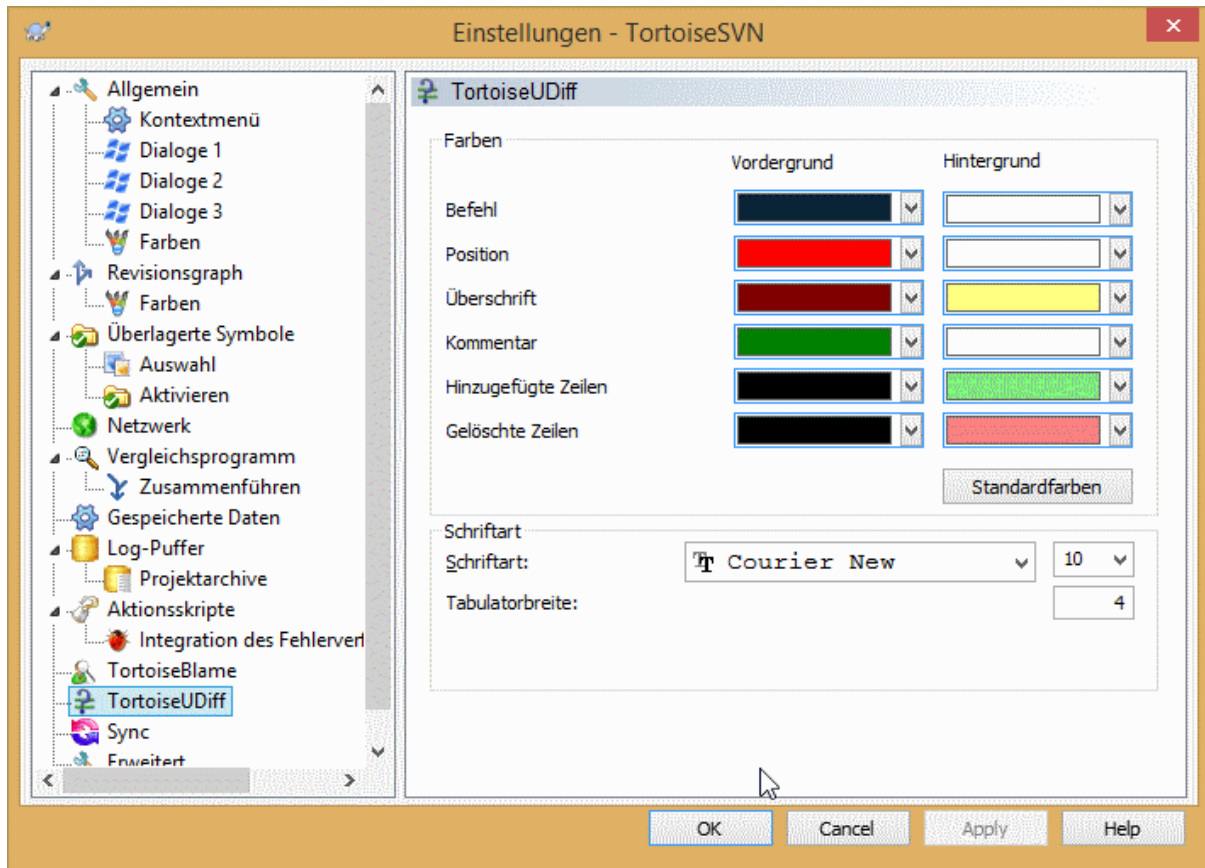 Einstellungen - TortoiseSVN
Allgemein
Kontextmenü
Dialoge 1
Dialoge 2
Dialoge 3
Farben
Revisionsgraph
Farben
Überlagerte Symbole
Auswahl
Aktivieren
Netzwerk
Vergleichsprogramm
Zusammenführen
Gespeicherte Daten
Log-Puffer
Projektarchive
Aktionsskripte
Integration des Fehlervert
TortoiseBlame
TortoiseUDiff
Sync
Erweitert
TortoiseUDiff
Farben
Vordergrund Hintergrund
Befehl
Position
Überschrift
Kommentar
Hinzugefügte Zeilen
Gelöschte Zeilen
Standardfarben
Schriftart
Schriftart: Courier New 10
Tabulatorbreite: 4
OK Cancel Apply Help